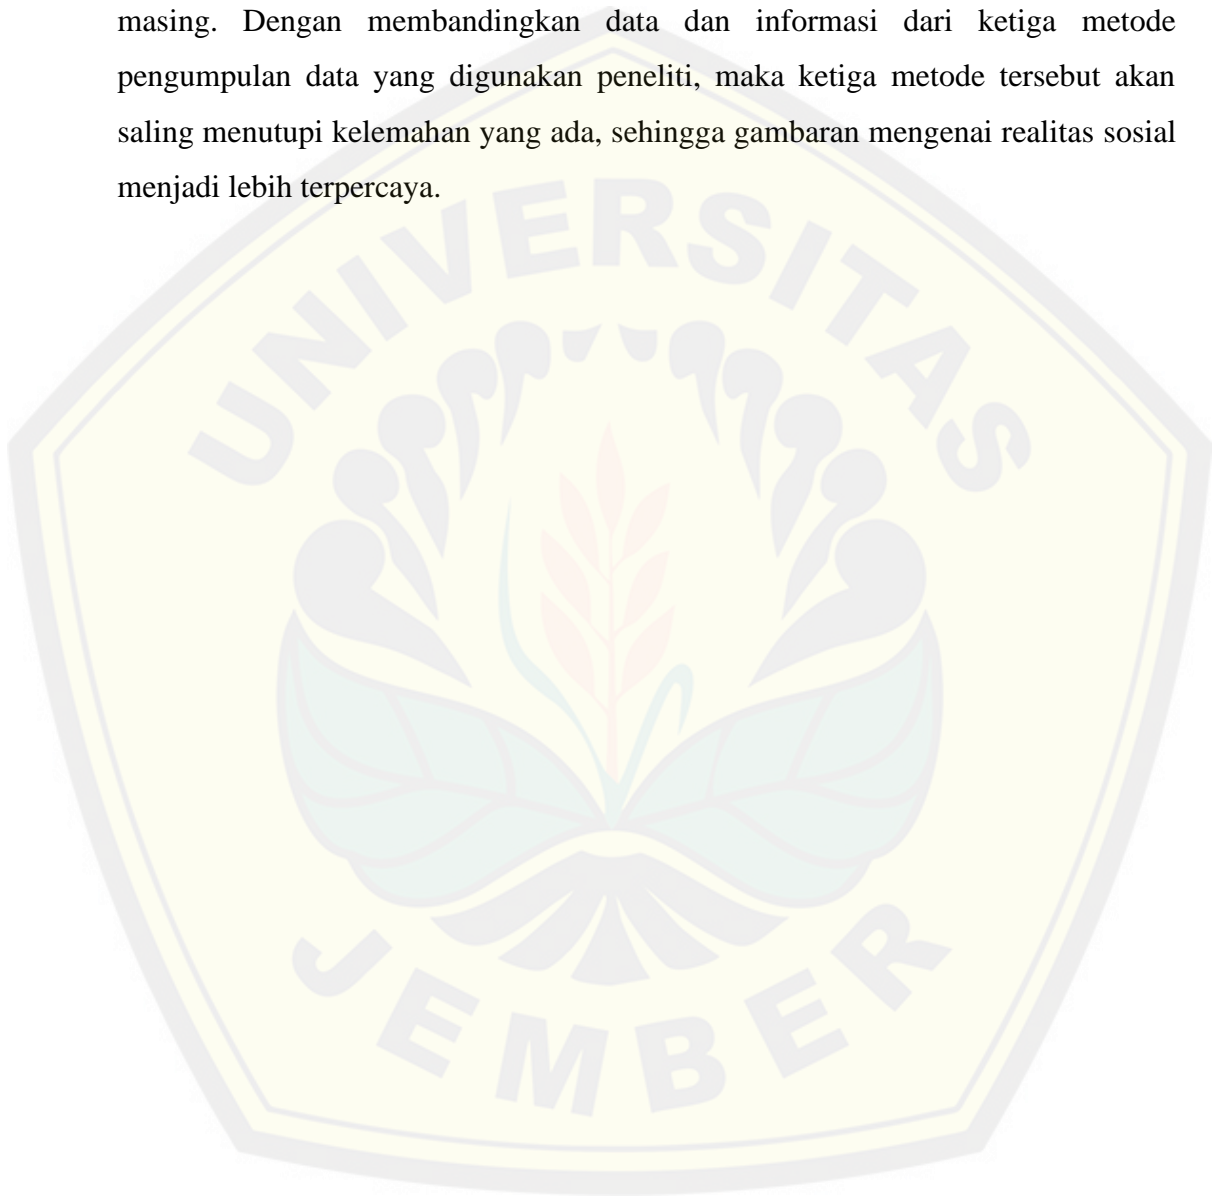 masing. Dengan membandingkan data dan informasi dari ketiga metode
pengumpulan data yang digunakan peneliti, maka ketiga metode tersebut akan
saling menutupi kelemahan yang ada, sehingga gambaran mengenai realitas sosial
menjadi lebih terpercaya.
UNIVERSITAS
JEMBER